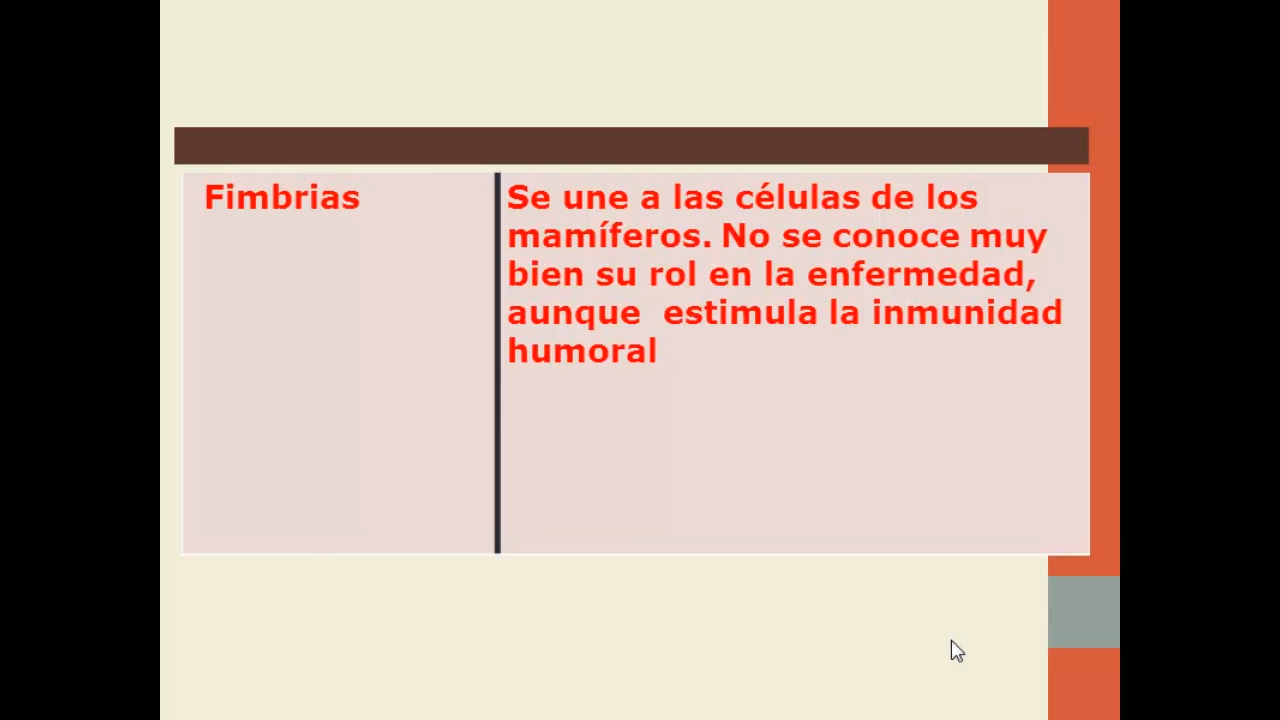 Fimbrias
Se une a las células de los
mamíferos. No se conoce muy
bien su rol en la enfermedad,
aunque  estimula la inmunidad
humoral